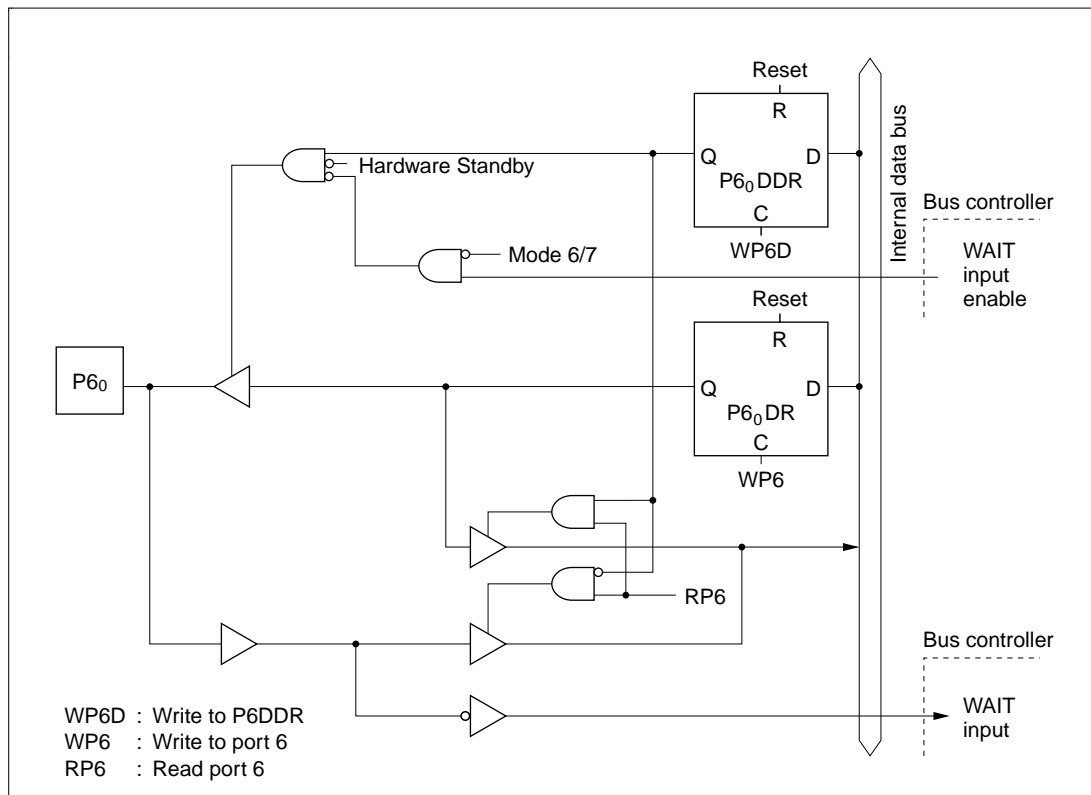 Reset
R
Q
D
P6₀DDR
C
WP6D
Hardware Standby
Mode 6/7
Internal data bus
Bus controller
WAIT
input
enable
Reset
R
P6₀
Q
D
P6₀DR
C
WP6
RP6
Bus controller
WAIT
input
WP6D : Write to P6DDR
WP6 : Write to port 6
RP6 : Read port 6